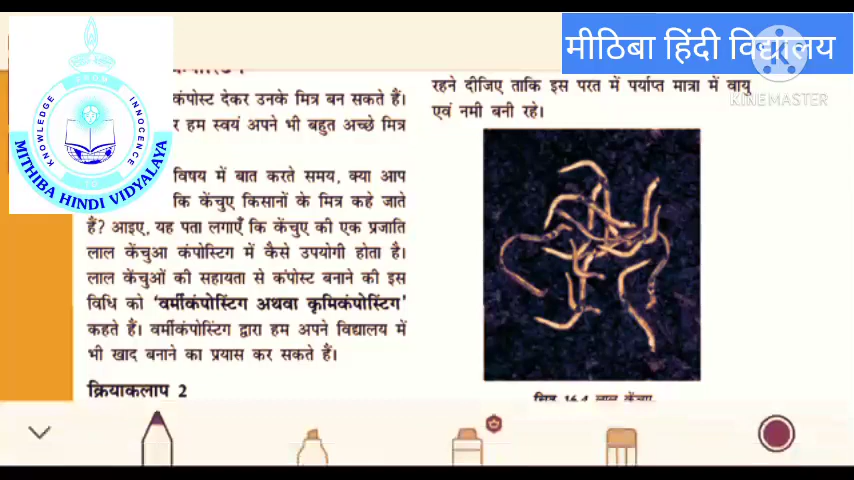 मीठिबा हिंदी विद्यालय
KINEMASTER
KNOWLEDGE
INNOCENCE
MITHIBA HINDI VIDYALAYA
कंपोस्ट देकर उनके मित्र बन सकते हैं।
र हम स्वयं अपने भी बहुत अच्छे मित्र
विषय में बात करते समय, क्या आप
कि केंचुए किसानों के मित्र कहे जाते
हैं? आइए, यह पता लगाएँ कि केंचुए की एक प्रजाति
लाल केंचुआ कंपोस्टिग में कैसे उपयोगी होता है।
लाल केंचुओं की सहायता से कंपोस्ट बनाने की इस
विधि को 'वर्मीकंपोस्टिंग अथवा कृमिकंपोस्टिंग'
कहते हैं। वर्मीकंपोस्टिंग द्वारा हम अपने विद्यालय में
भी खाद बनाने का प्रयास कर सकते हैं।
क्रियाकलाप 2
रहने दीजिए ताकि इस परत में पर्याप्त मात्रा में वायु
एवं नमी बनी रहे।
चित्र 16.4 लाल केंचुए